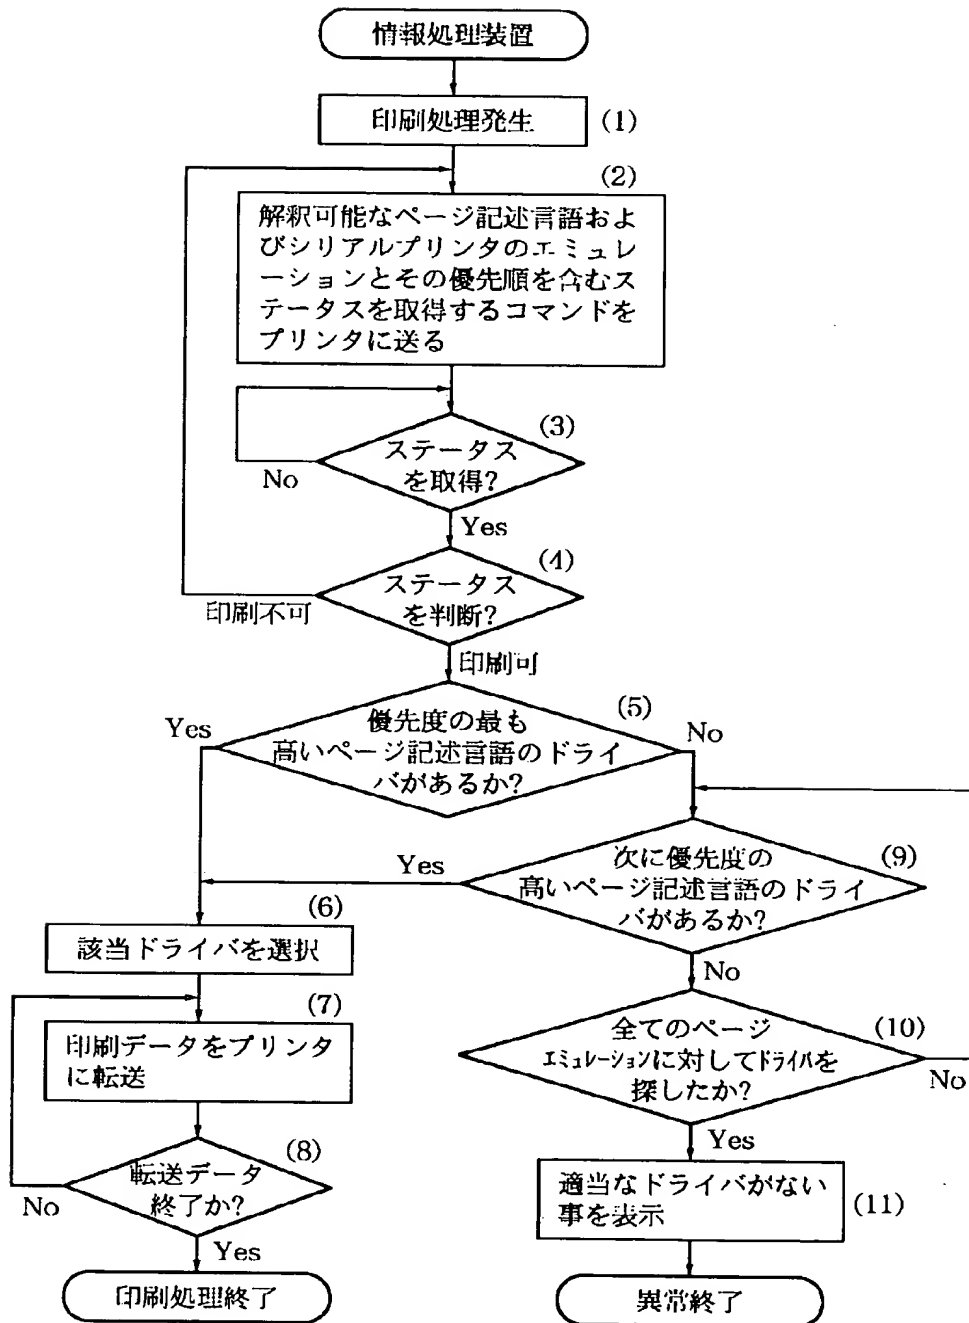 情報処理装置
印刷処理発生
(1)
(2)
解釈可能なページ記述言語およ
びシリアルプリンタのエミュレ
ーションとその優先順を含むス
テータスを取得するコマンドを
プリンタに送る
(3)
ステータス
を取得?
No
Yes
(4)
ステータス
を判断?
印刷不可
印刷可
(5)
優先度の最も
高いページ記述言語のドライ
バがあるか?
Yes
No
(9)
次に優先度の
高いページ記述言語のドライ
バがあるか?
Yes
No
(6)
該当ドライバを選択
(7)
印刷データをプリンタ
に転送
(8)
転送データ
終了か?
No
Yes
印刷処理終了
(10)
全てのページ
エミュレーションに対してドライバを
探したか?
No
Yes
適当なドライバがない
事を表示
(11)
異常終了